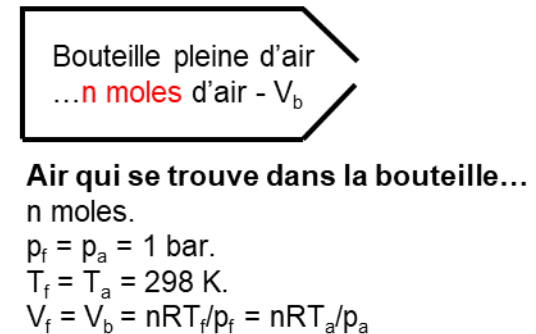 Bouteille pleine d’air
…n moles d’air - V_b
Air qui se trouve dans la bouteille…
n moles.
p_f = p_a = 1 bar.
T_f = T_a = 298 K.
V_f = V_b = nRT_f/p_f = nRT_a/p_a